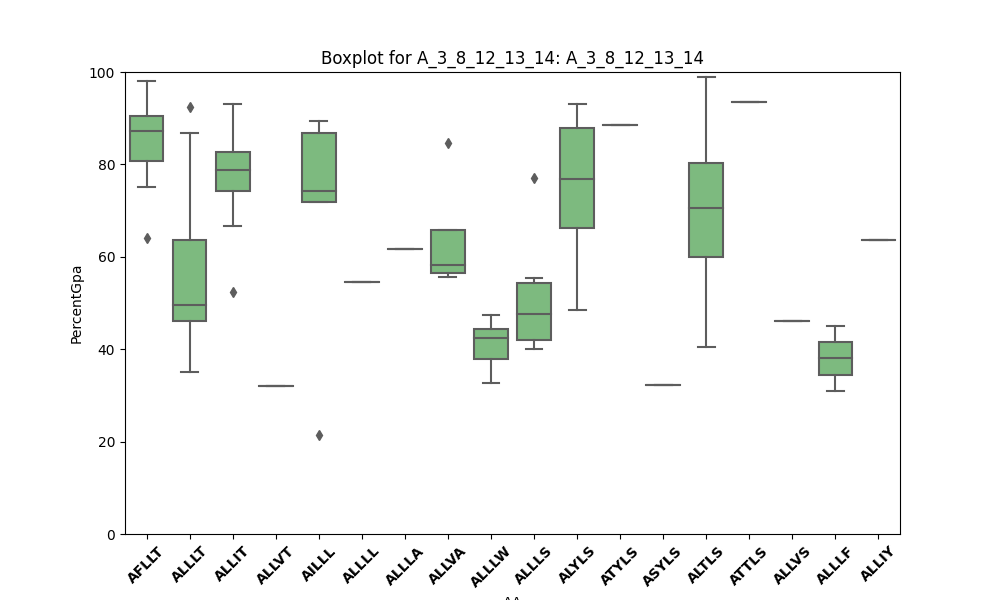 Boxplot for A_3_8_12_13_14: A_3_8_12_13_14
100
80
60
40
20
0
PercentGpa
AFLLT ALLLT ALLIT ALLVT AILLL ALLLL ALLLA ALLVA ALLLW ALLLS ALYLS ATYLS ASYLS ALTLS ATTLS ALLVS ALLLF ALLIY
AA